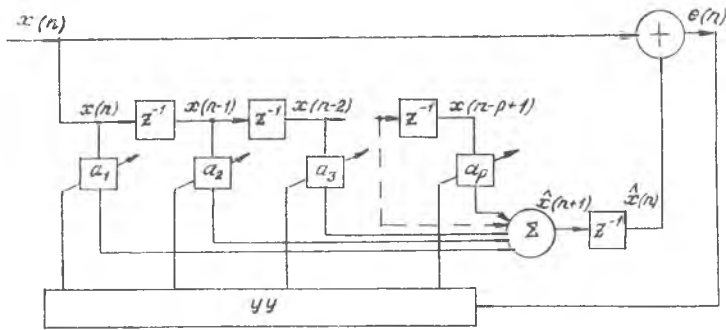 x(n)
e(n)
+
x(n)
z⁻¹
x(n-1)
z⁻¹
x(n-2)
z⁻¹
x(n-p+1)
a₁
a₂
a₃
aₚ
Σ
x̂(n+1)
z⁻¹
x̂(n)
УУ